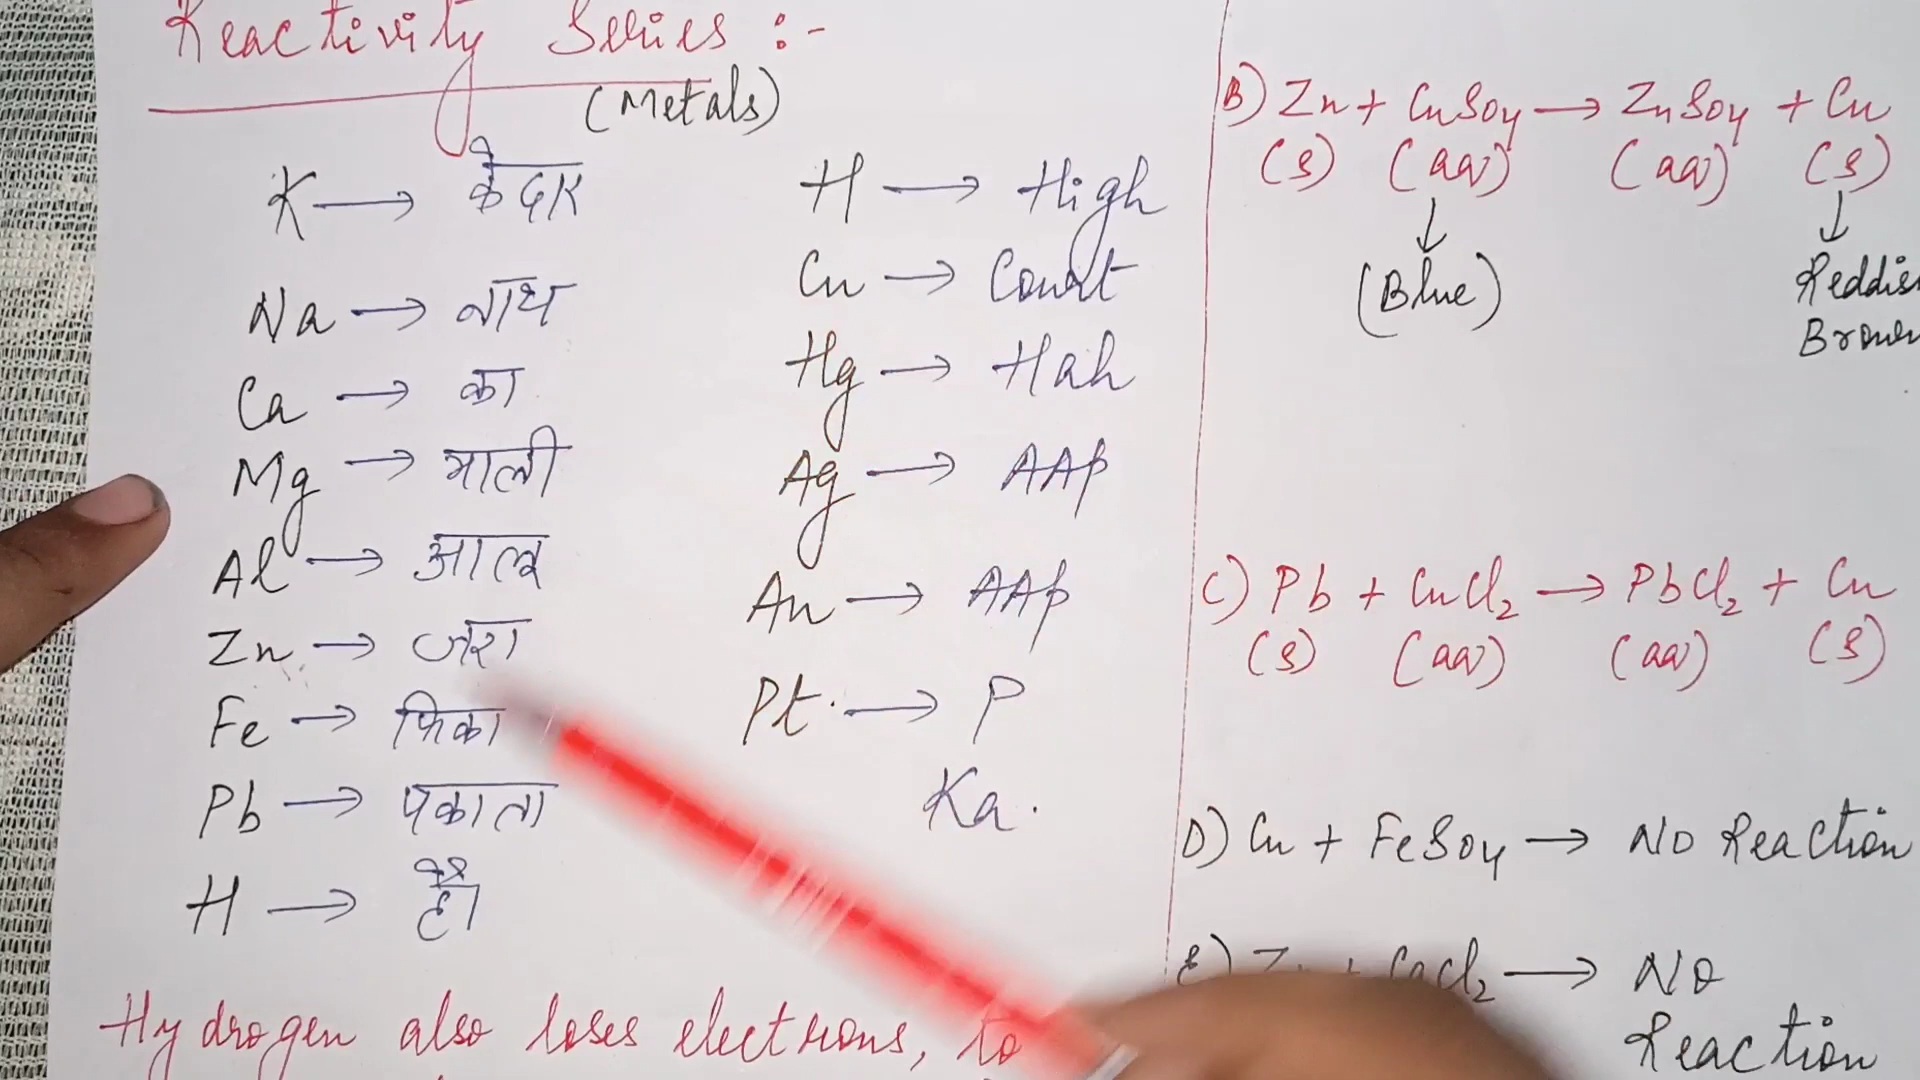 Reactivity Series :-
(Metals)
K → केदार
Na → नाथ
Ca → का
Mg → माली
Al → आलू
Zn → जरा
Fe → फिका
Pb → पकाता
H → है।
Hydrogen also loses electrons, to
H → High
Cu → Court
Hg → Hah
Ag → AAp
Au → AAp
Pt. → P
Ka.
B) Zn + CuSO4 → ZnSO4 + Cu
(s) (aq) (aq) (s)
↓ ↓
(Blue) Reddis
Brown
C) Pb + CuCl2 → PbCl2 + Cu
(s) (aq) (aq) (s)
D) Cu + FeSO4 → No Reaction
→ No
Reaction